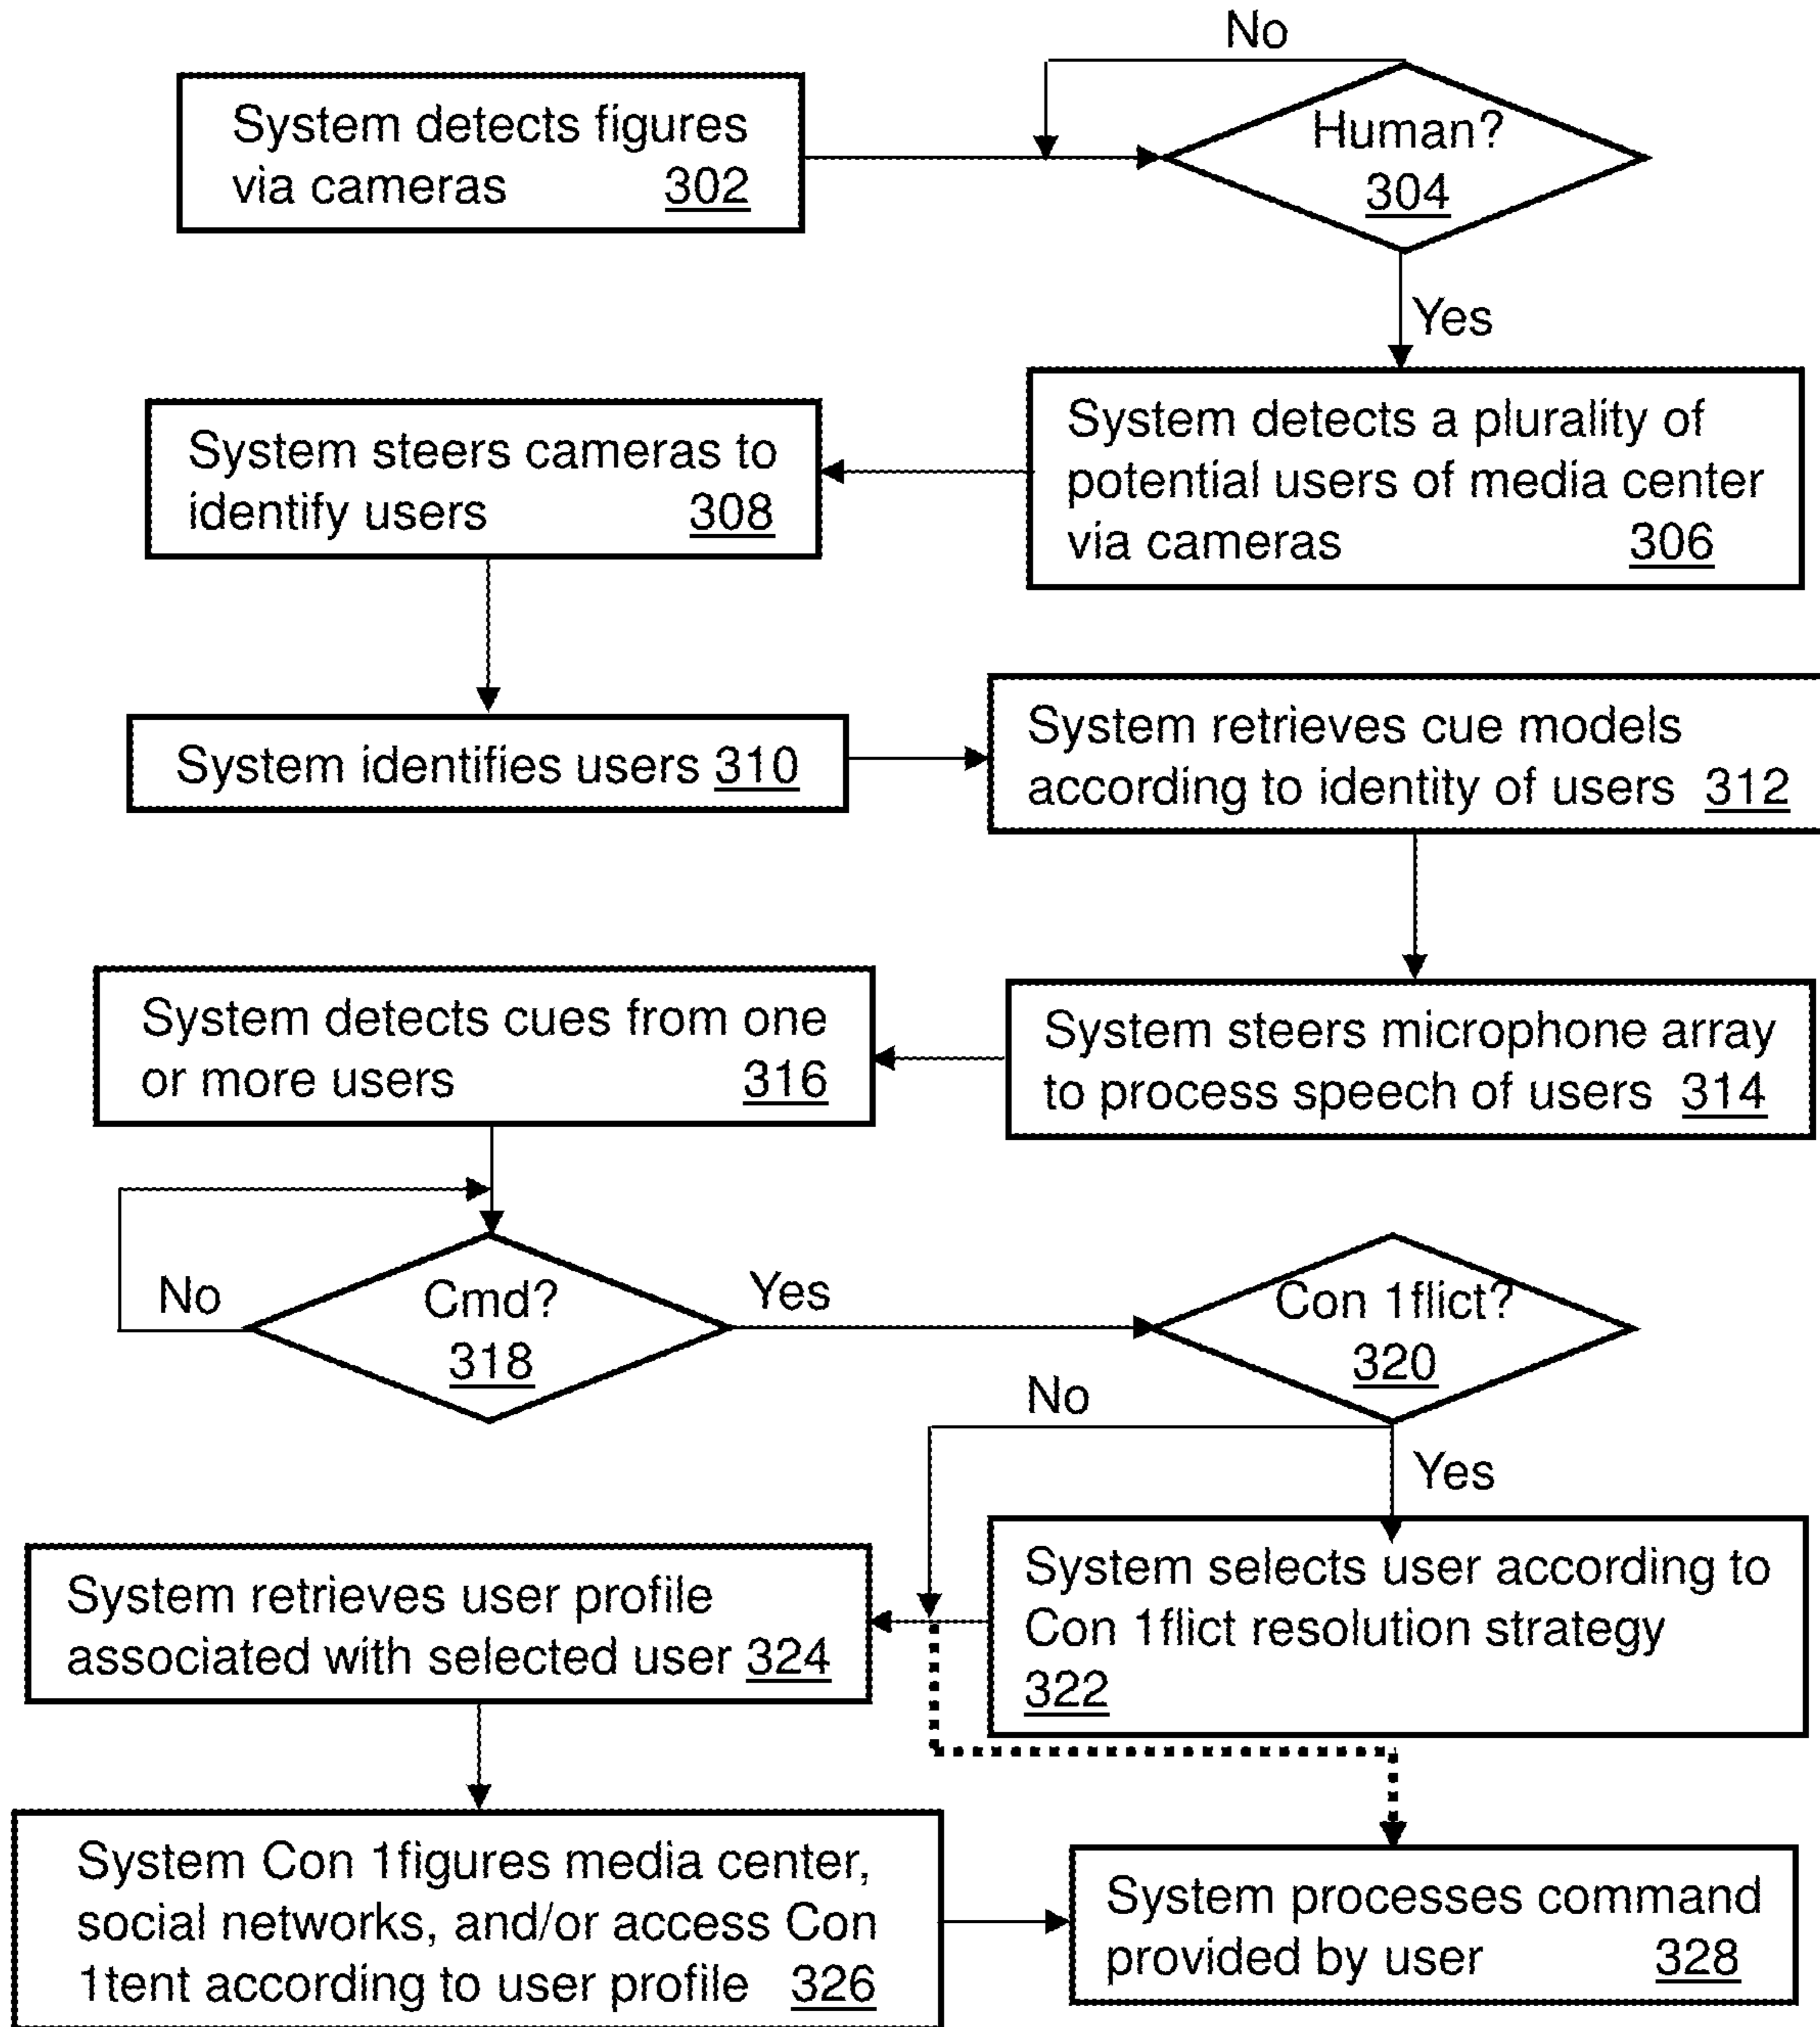 No
System detects figures
via cameras 302
Human?
304
Yes
System detects a plurality of
potential users of media center
via cameras 306
System steers cameras to
identify users 308
System identifies users 310
System retrieves cue models
according to identity of users 312
System steers microphone array
to process speech of users 314
System detects cues from one
or more users 316
No
Cmd?
318
Yes
Con 1flict?
320
No
Yes
System selects user according to
Con 1flict resolution strategy
322
System retrieves user profile
associated with selected user 324
System Con 1figures media center,
social networks, and/or access Con
1tent according to user profile 326
System processes command
provided by user 328